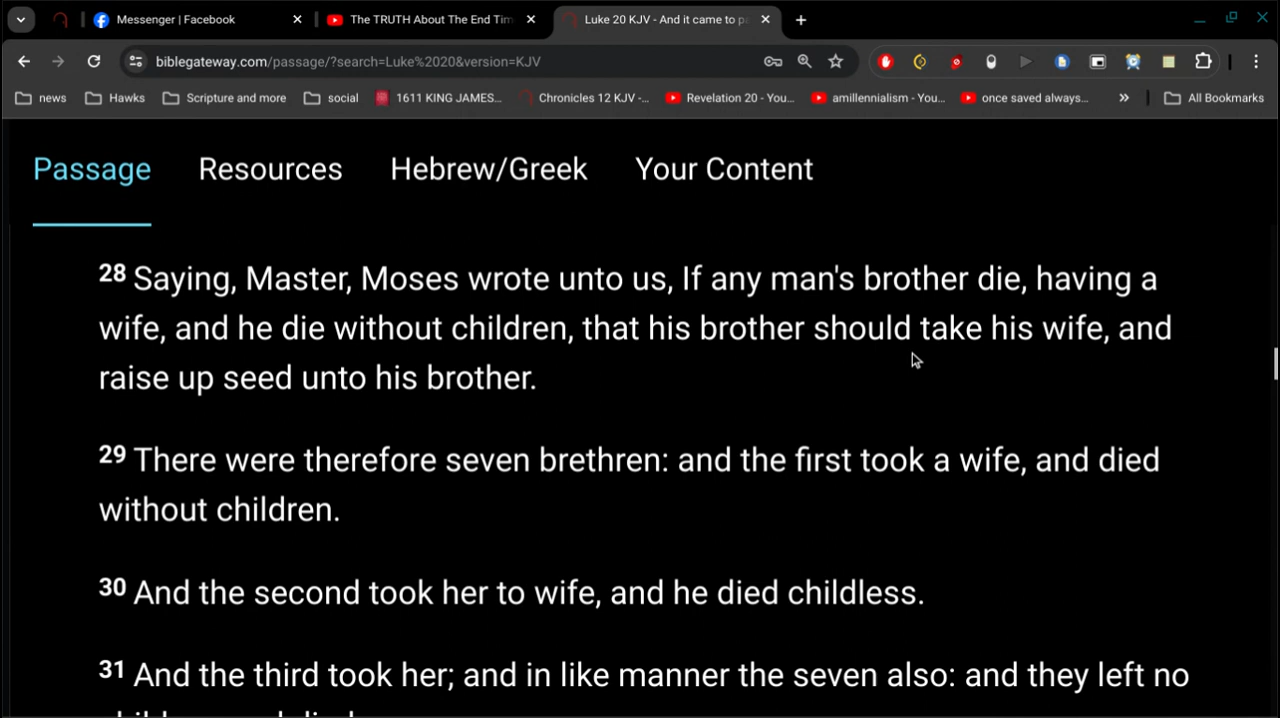 Messenger | Facebook
The TRUTH About The End Tim
Luke 20 KJV - And it came to pa
biblegateway.com/passage/?search=Luke%2020&version=KJV
news Hawks Scripture and more social 1611 KING JAMES... Chronicles 12 KJV -... Revelation 20 - You... amillennialism - You... once saved always... » All Bookmarks
Passage Resources Hebrew/Greek Your Content
28 Saying, Master, Moses wrote unto us, If any man's brother die, having a
wife, and he die without children, that his brother should take his wife, and
raise up seed unto his brother.
29 There were therefore seven brethren: and the first took a wife, and died
without children.
30 And the second took her to wife, and he died childless.
31 And the third took her; and in like manner the seven also: and they left no